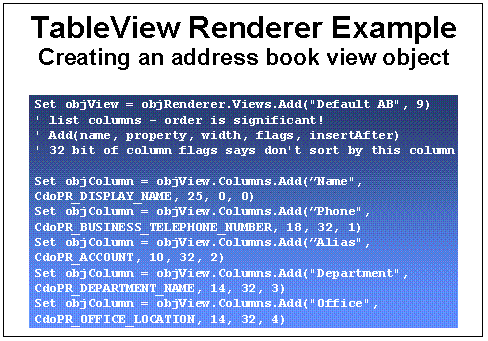 TableView Renderer Example
Creating an address book view object
Set objView = objRenderer.Views.Add("Default AB", 9)
' list columns - order is significant!
' Add(name, property, width, flags, insertAfter)
' 32 bit of column flags says don't sort by this column
Set objColumn = objView.Columns.Add(“Name",
CdoPR_DISPLAY_NAME, 25, 0, 0)
Set objColumn = objView.Columns.Add(“Phone",
CdoPR_BUSINESS_TELEPHONE_NUMBER, 18, 32, 1)
Set objColumn = objView.Columns.Add(“Alias",
CdoPR_ACCOUNT, 10, 32, 2)
Set objColumn = objView.Columns.Add("Department",
CdoPR_DEPARTMENT_NAME, 14, 32, 3)
Set objColumn = objView.Columns.Add("Office",
CdoPR_OFFICE_LOCATION, 14, 32, 4)